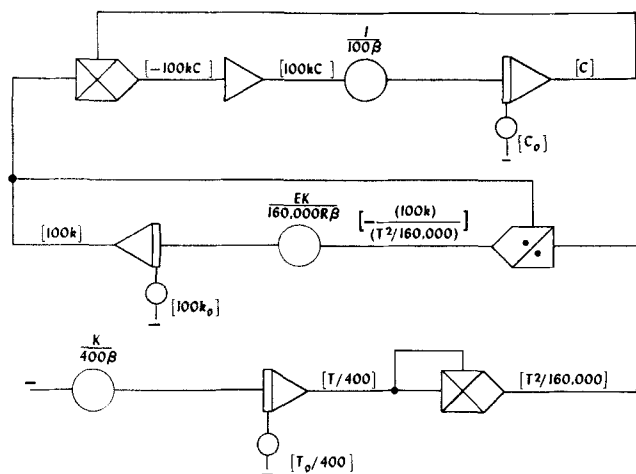 1
100β
[-100kC]
[100kC]
[C]
[C₀]
EK
160,000Rβ
[- (100k)
(T²/160,000) ]
[100k]
[100k₀]
K
400β
[T/400]
[T²/160,000]
[T₀/400]